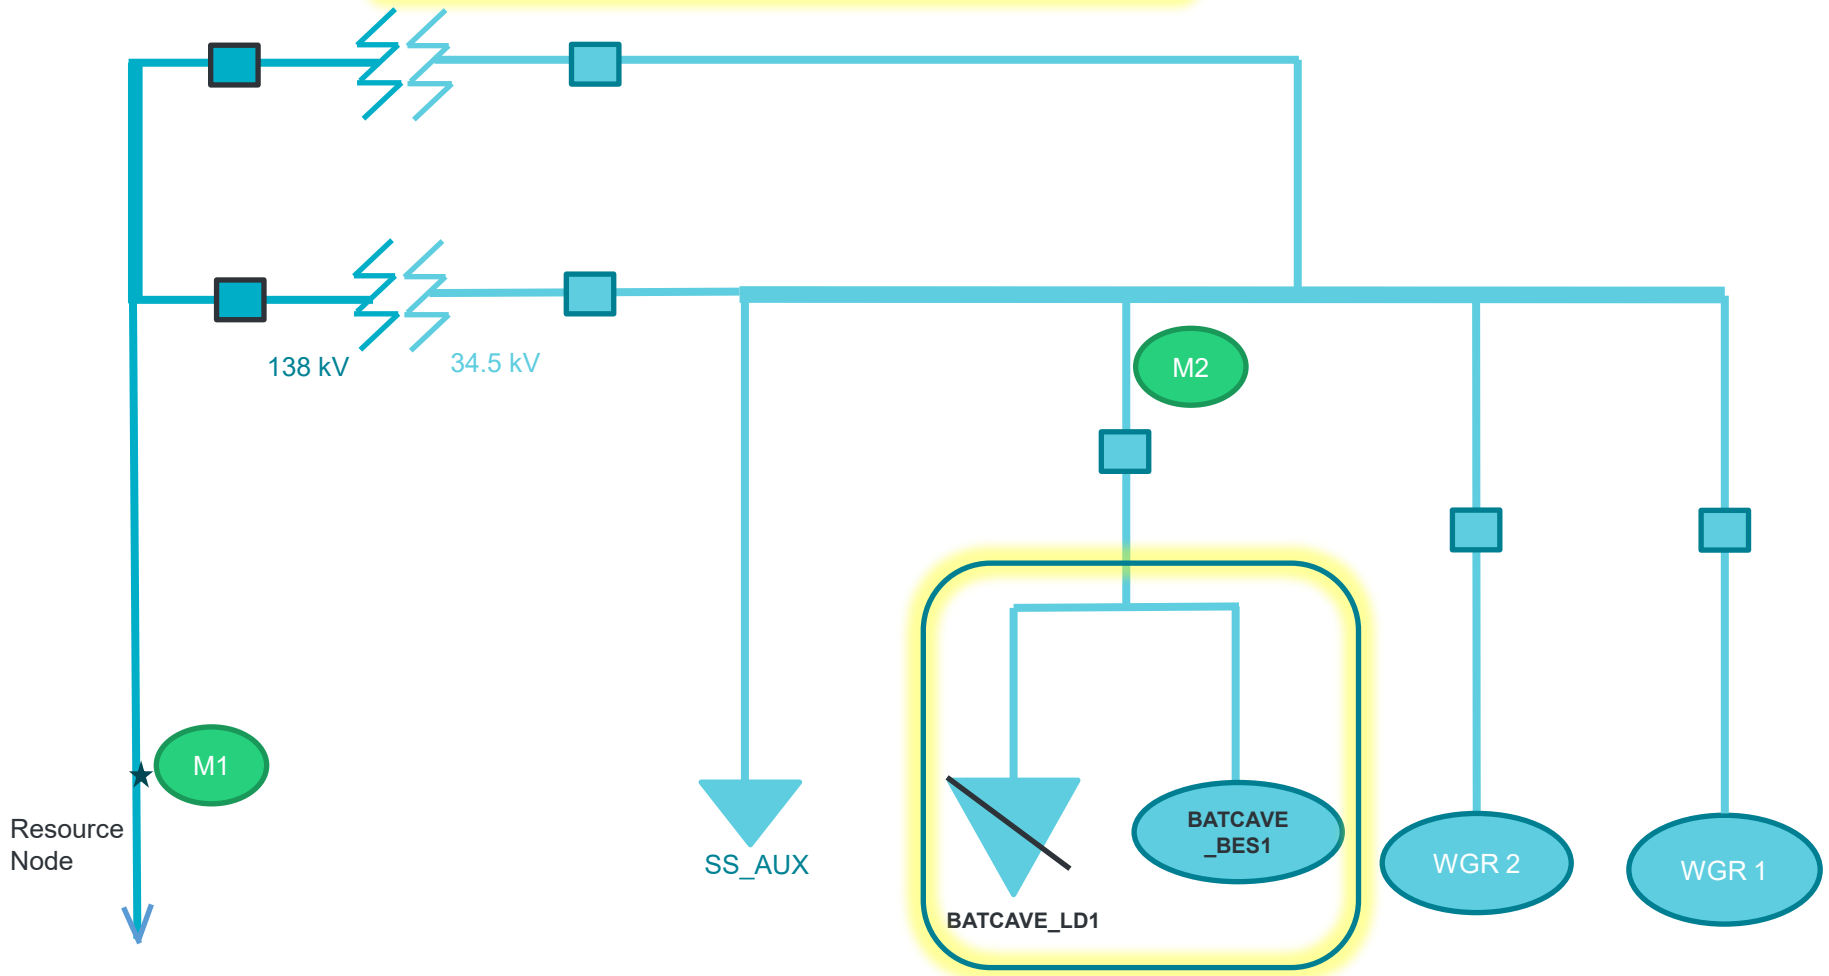 138 kV
34.5 kV
M2
M1
Resource
Node
SS_AUX
BATCAVE
_BES1
BATCAVE_LD1
WGR 2
WGR 1